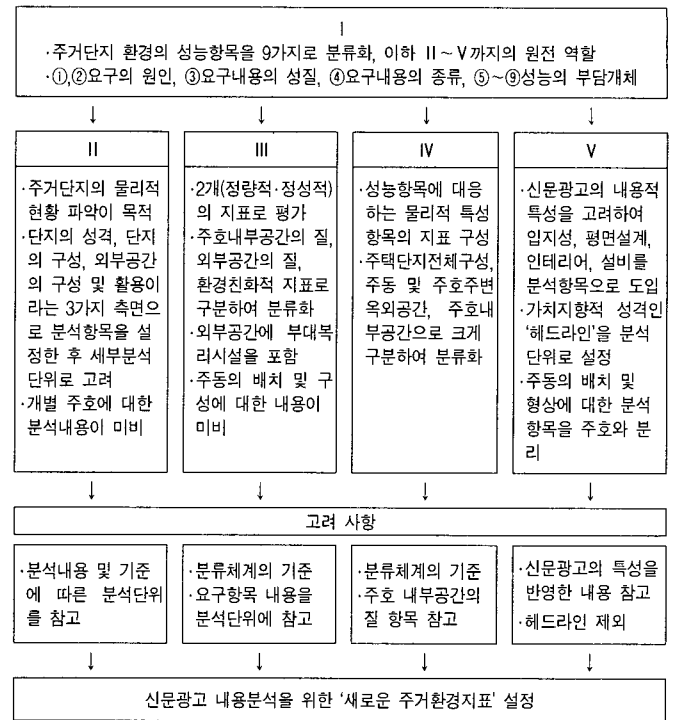 I
·주거단지 환경의 성능항목을 9가지로 분류화, 이하 II~V까지의 원전 역할
·①,②요구의 원인, ③요구내용의 성질, ④요구내용의 종류, ⑤~⑨성능의 부담개체
II
·주거단지의 물리적
현황 파악이 목적
·단지의 성격, 단지
의 구성, 외부공간
의 구성 및 활용이
라는 3가지 측면으
로 분석항목을 설
정한 후 세부분석
단위로 고려
·개별 주호에 대한
분석내용이 미비
III
·2개(정량적·정성적)
의 지표로 평가
·주호내부공간의 질,
외부공간의 질,
환경친화적 지표로
구분하여 분류화
·외부공간에 부대복
리시설을 포함
·주동의 배치 및 구
성에 대한 내용이
미비
IV
·성능항목에 대응
하는 물리적 특성
항목의 지표 구성
·주택단지전체구성,
주동 및 주호주변
옥외공간, 주호내
부공간으로 크게
구분하여 분류화
V
·신문광고의 내용적
특성을 고려하여
입지성, 평면설계,
인테리어, 설비를
분석항목으로 도입
·가치지향적 성격인
'헤드라인'을 분석
단위로 설정
·주동의 배치 및
형상에 대한 분석
항목을 주호와 분
리
고려 사항
·분석내용 및 기준
에 따른 분석단위
를 참고
·분류체계의 기준
·요구항목 내용을
분석단위에 참고
·분류체계의 기준
·주호 내부공간의
질 항목 참고
·신문광고의 특성을
반영한 내용 참고
·헤드라인 제외
신문광고 내용분석을 위한 '새로운 주거환경지표' 설정